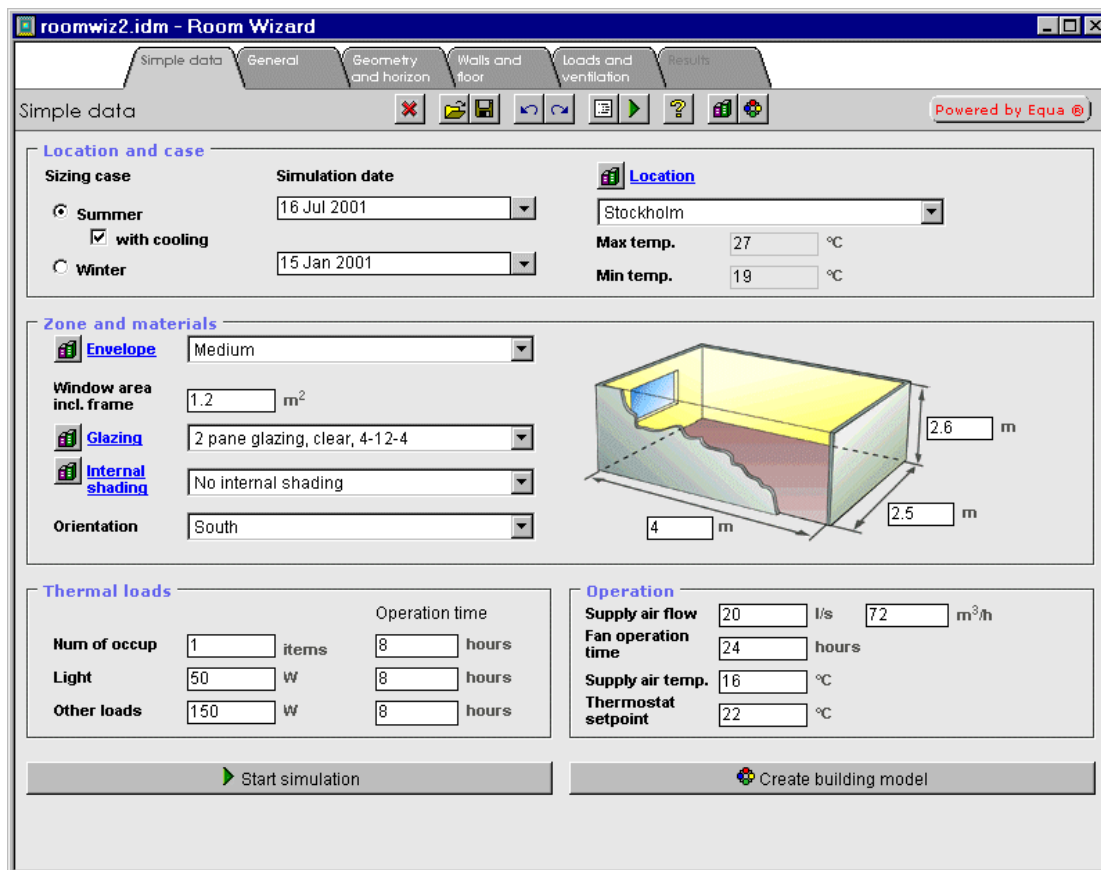 roomwiz2.idm - Room Wizard
Simple data
General
Geometry and horizon
Walls and floor
Loads and ventilation
Results
Simple data
Powered by Equa ®
Location and case
Sizing case
Simulation date
Location
Summer
16 Jul 2001
Stockholm
with cooling
Max temp. 27 °C
Winter
15 Jan 2001
Min temp. 19 °C
Zone and materials
Envelope Medium
Window area
incl. frame 1.2 m²
Glazing 2 pane glazing, clear, 4-12-4
Internal
shading No internal shading
Orientation South
2.6 m
2.5 m
4 m
Thermal loads
Operation time
Num of occup 1 items 8 hours
Light 50 W 8 hours
Other loads 150 W 8 hours
Operation
Supply air flow 20 l/s 72 m³/h
Fan operation
time 24 hours
Supply air temp. 16 °C
Thermostat
setpoint 22 °C
Start simulation
Create building model